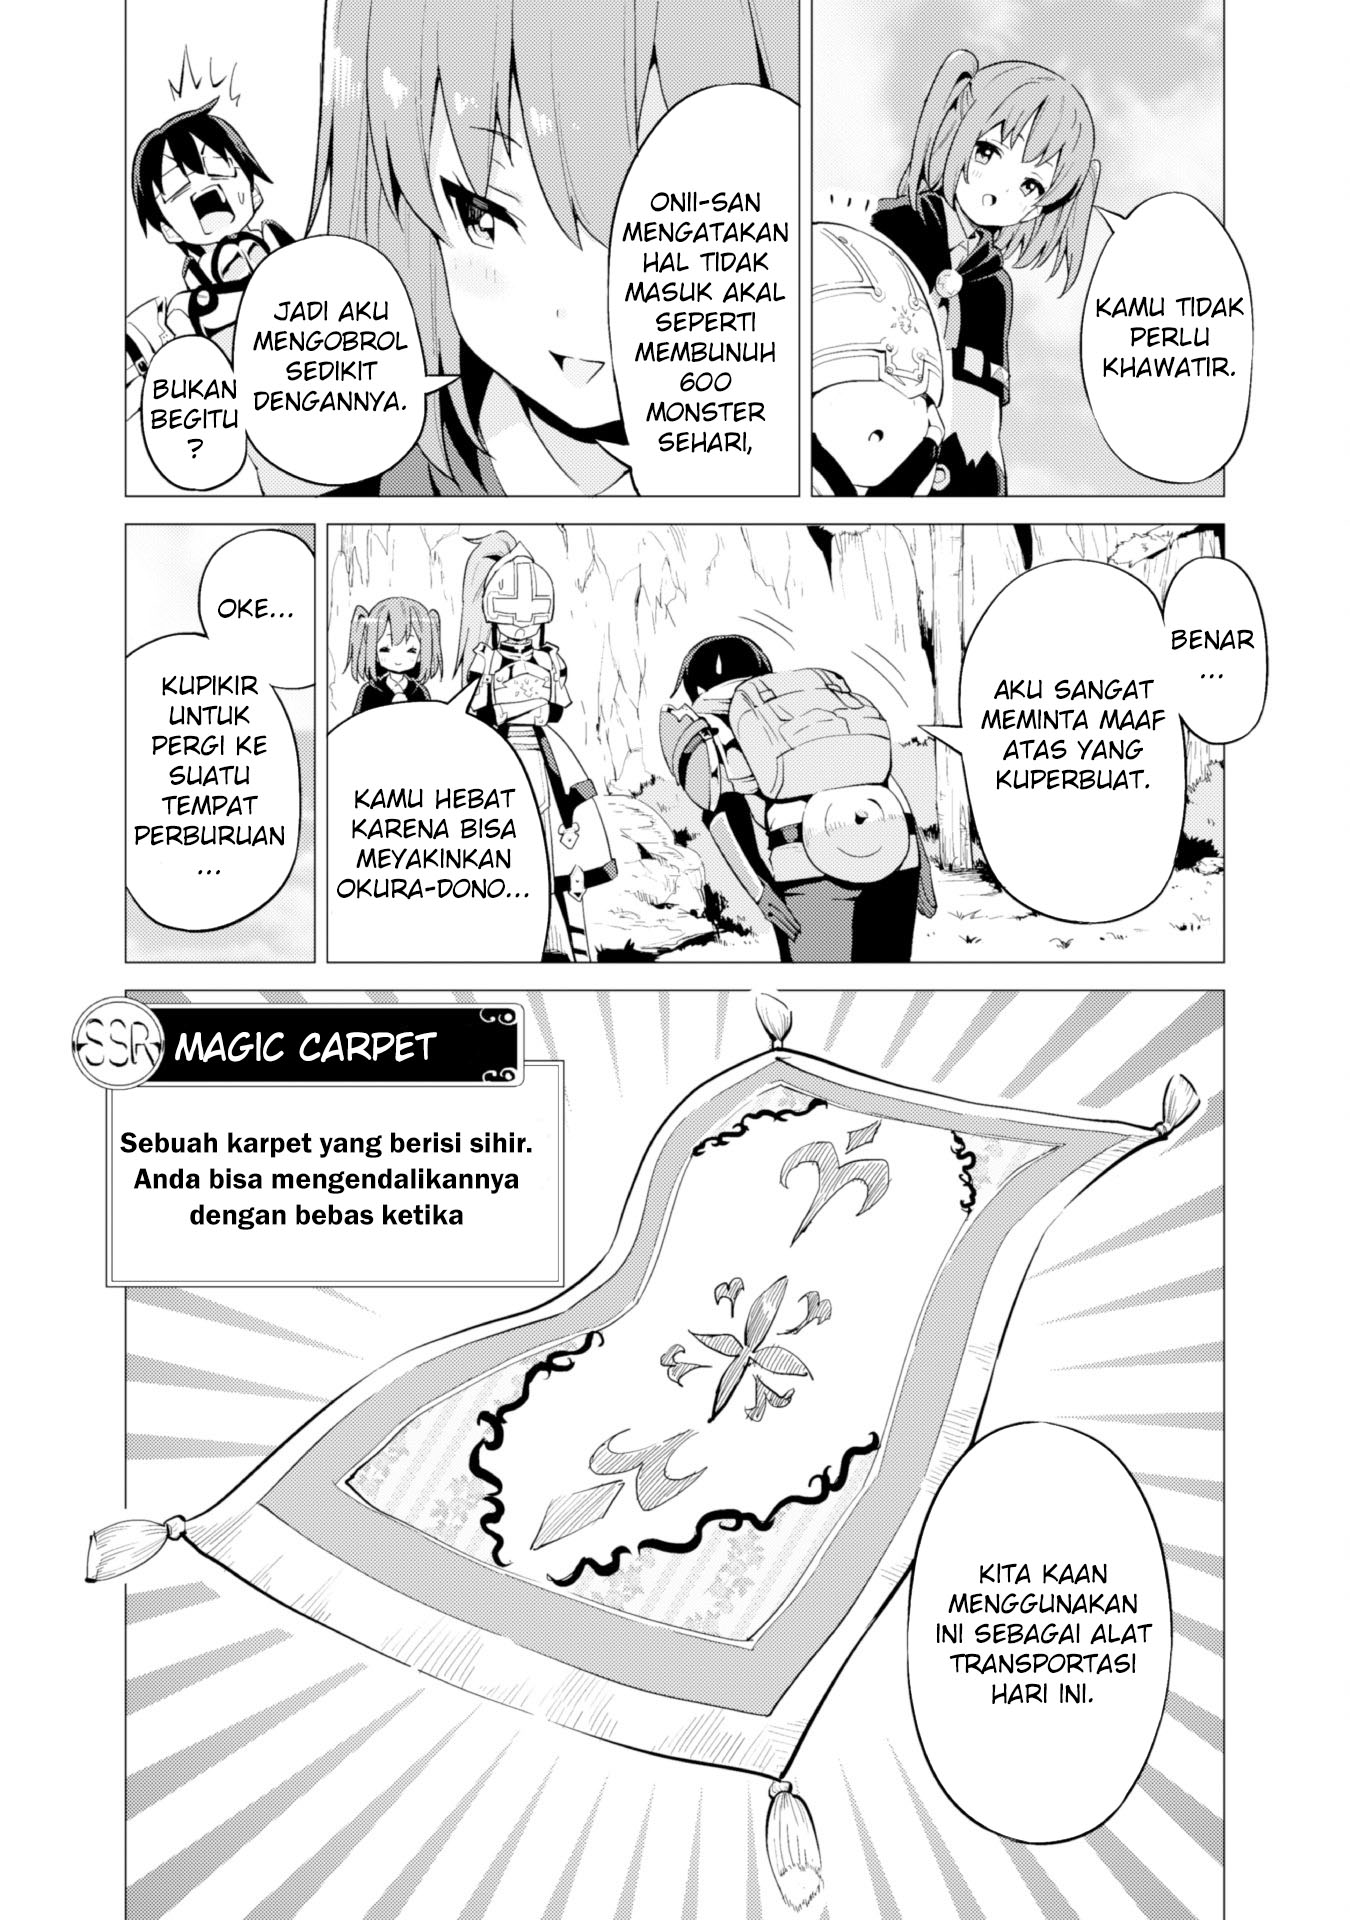 KAMU TIDAK
PERLU
KHAWATIR.
ONII-SAN
MENGATAKAN
HAL TIDAK
MASUK AKAL
SEPERTI
MEMBUNUH
600
MONSTER
SEHARI,
JADI AKU
MENGOBROL
SEDIKIT
DENGANNYA.
BUKAN
BEGITU
?
BENAR
...
AKU SANGAT
MEMINTA MAAF
ATAS YANG
KUPERBUAT.
KAMU HEBAT
KARENA BISA
MEYAKINKAN
OKURA-DONO...
OKE...
KUPIKIR
UNTUK
PERGI KE
SUATU
TEMPAT
PERBURUAN
...
SSR MAGIC CARPET
Sebuah karpet yang berisi sihir.
Anda bisa mengendalikannya
dengan bebas ketika
KITA KAAN
MENGGUNAKAN
INI SEBAGAI ALAT
TRANSPORTASI
HARI INI.